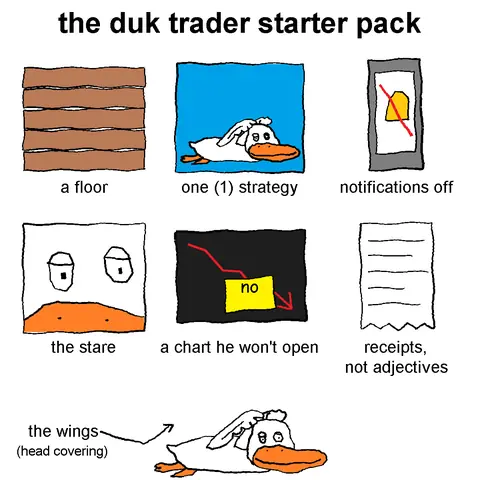 the duk trader starter pack
a floor
one (1) strategy
notifications off
no
the stare
a chart he won't open
receipts,
not adjectives
the wings
(head covering)